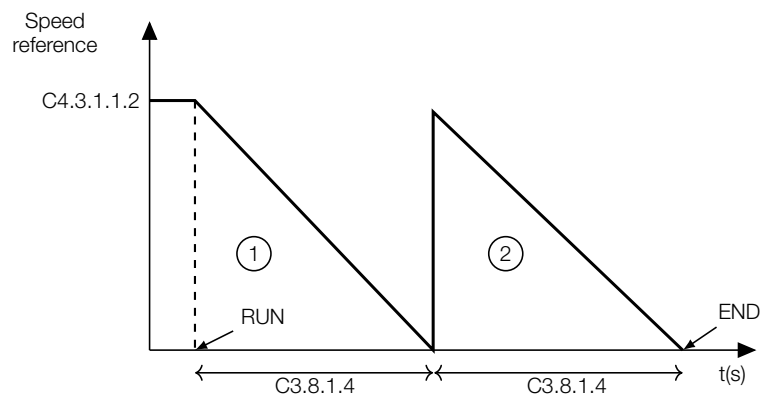 Speed
reference
C4.3.1.1.2
1
2
RUN
END
t(s)
C3.8.1.4
C3.8.1.4